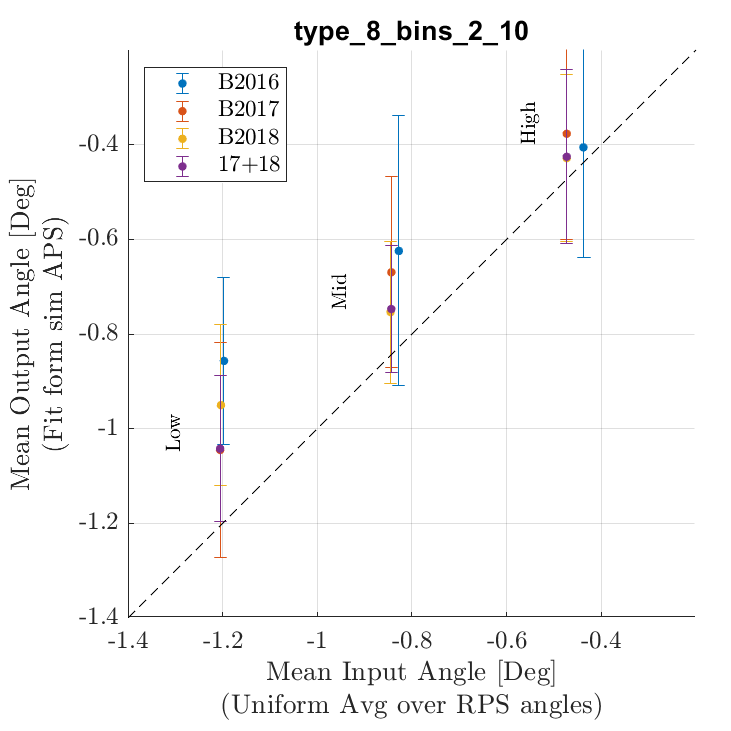 type_8_bins_2_10
B2016
B2017
B2018
17+18
High
Mid
Low
Mean Output Angle [Deg]
(Fit form sim APS)
-0.4
-0.6
-0.8
-1
-1.2
-1.4
-1.4 -1.2 -1 -0.8 -0.6 -0.4
Mean Input Angle [Deg]
(Uniform Avg over RPS angles)